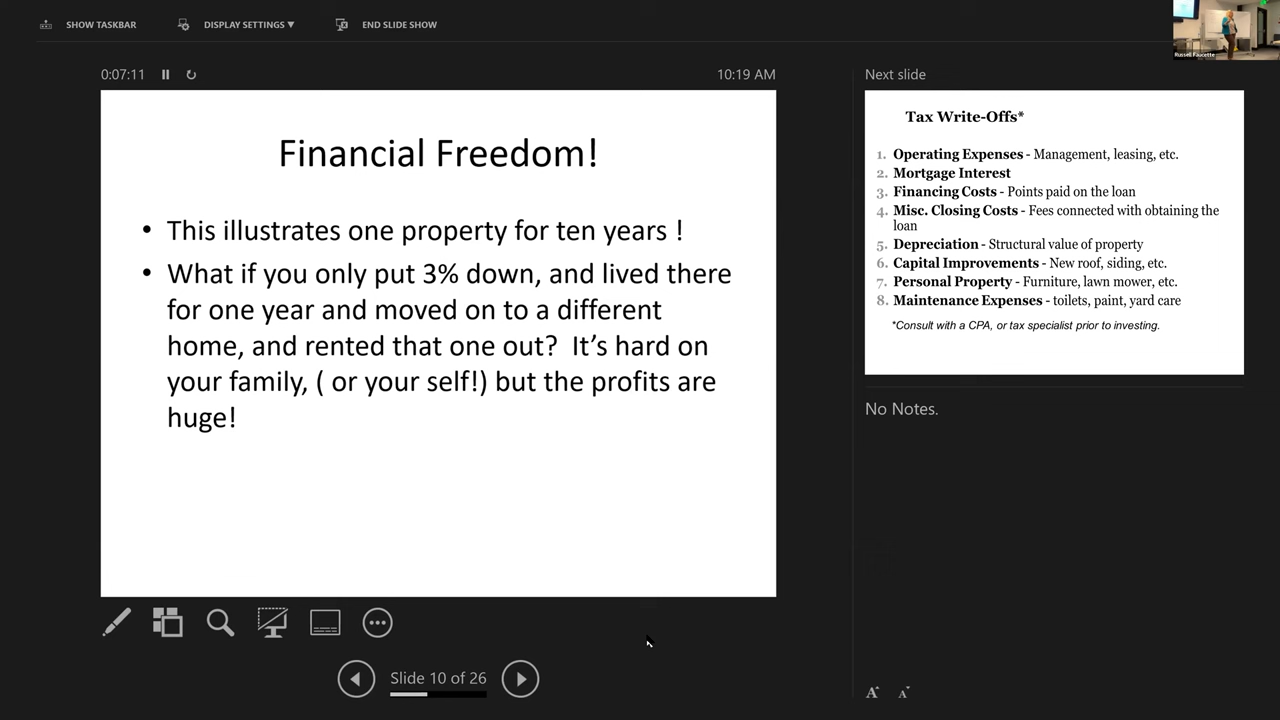 SHOW TASKBAR
DISPLAY SETTINGS ▼
END SLIDE SHOW
Russell Faucette
0:07:11
10:19 AM
Financial Freedom!
• This illustrates one property for ten years !
• What if you only put 3% down, and lived there
for one year and moved on to a different
home, and rented that one out?  It’s hard on
your family, ( or your self!) but the profits are
huge!
Slide 10 of 26
Next slide
Tax Write-Offs*
1. Operating Expenses - Management, leasing, etc.
2. Mortgage Interest
3. Financing Costs - Points paid on the loan
4. Misc. Closing Costs - Fees connected with obtaining the
loan
5. Depreciation - Structural value of property
6. Capital Improvements - New roof, siding, etc.
7. Personal Property - Furniture, lawn mower, etc.
8. Maintenance Expenses - toilets, paint, yard care
*Consult with a CPA, or tax specialist prior to investing.
No Notes.
A A